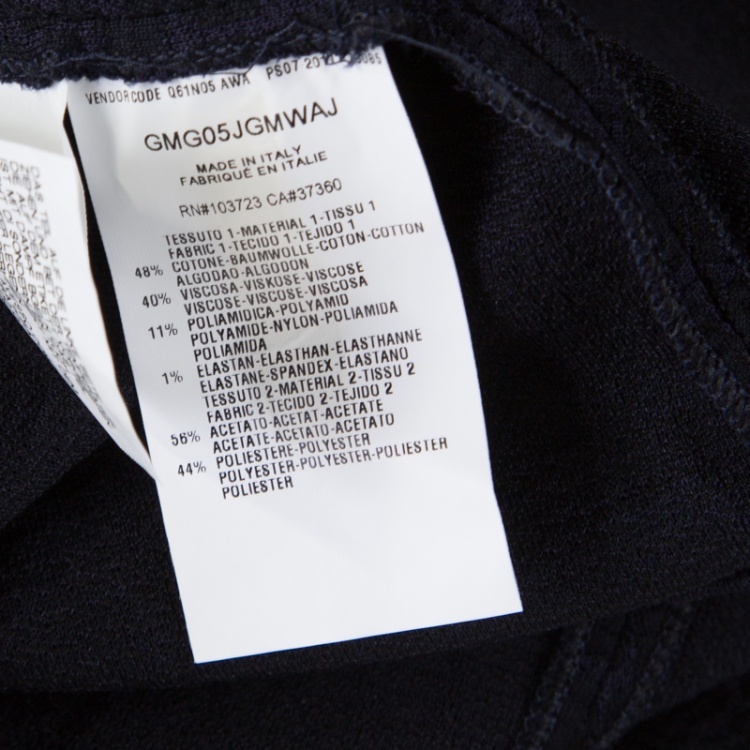 VENDORCODE Q61N05 AWA PS07
GMG05JGMWAJ
MADE IN ITALY
FABRIQUÉ EN ITALIE
RN#103723 CA#37360
TESSUTO 1-MATERIAL 1-TISSU 1
FABRIC 1-TECIDO 1-TEJIDO 1
48% COTONE-BAUMWOLLE-COTON-COTTON
ALGODAO-ALGODON
40% VISCOSA-VISKOSE-VISCOSE
VISCOSE-VISCOSE-VISCOSA
11% POLIAMIDICA-POLYAMID
POLYAMIDE-NYLON-POLIAMIDA
POLIAMIDA
1% ELASTAN-ELASTHAN-ELASTHANNE
ELASTANE-SPANDEX-ELASTANO
TESSUTO 2-MATERIAL 2-TISSU 2
FABRIC 2-TECIDO 2-TEJIDO 2
56% ACETATO-ACETAT-ACETATE
ACETATE-ACETATO-ACETATO
44% POLIESTERE-POLYESTER
POLYESTER-POLYESTER-POLIESTER
POLIESTER